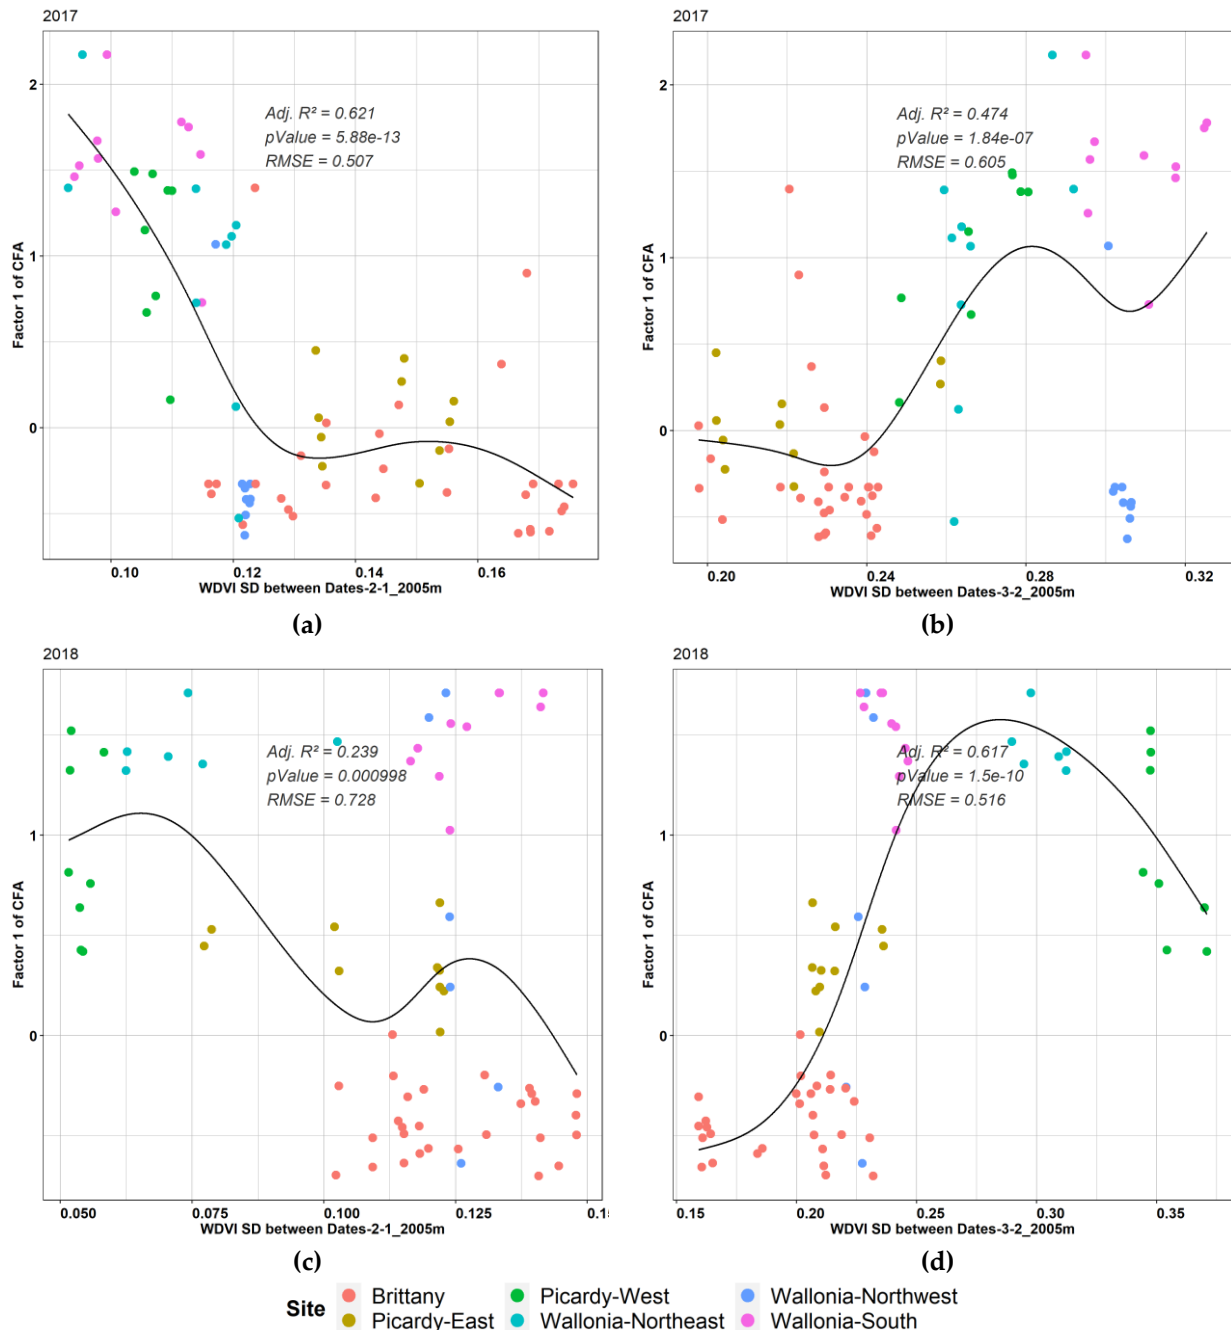 2017
2
1
0
Factor 1 of CFA
Adj. R² = 0.621
pValue = 5.88e-13
RMSE = 0.507
0.10 0.12 0.14 0.16
WDVI SD between Dates-2-1_2005m
(a)
2017
2
1
0
Factor 1 of CFA
Adj. R² = 0.474
pValue = 1.84e-07
RMSE = 0.605
0.20 0.24 0.28 0.32
WDVI SD between Dates-3-2_2005m
(b)
2018
1
0
Factor 1 of CFA
Adj. R² = 0.239
pValue = 0.000998
RMSE = 0.728
0.050 0.075 0.100 0.125 0.15
WDVI SD between Dates-2-1_2005m
(c)
2018
1
0
Factor 1 of CFA
Adj. R² = 0.617
pValue = 1.5e-10
RMSE = 0.516
0.15 0.20 0.25 0.30 0.35
WDVI SD between Dates-3-2_2005m
(d)
Site
Brittany Picardy-West Wallonia-Northwest
Picardy-East Wallonia-Northeast Wallonia-South